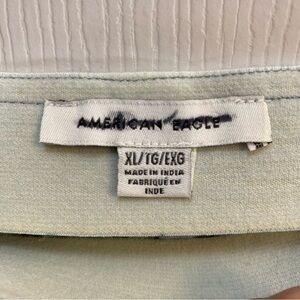 AMERICAN EAGLE
XL/TG/EXG
MADE IN INDIA
FABRIQUÉ EN
INDE